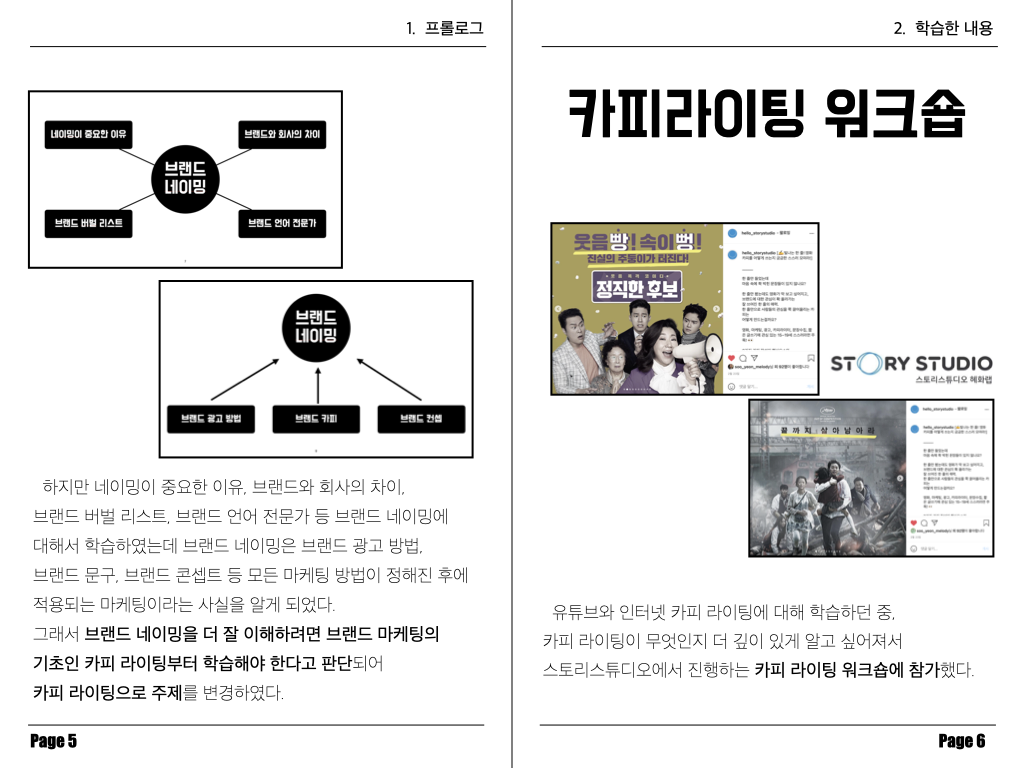 1. 프롤로그
네이밍이 중요한 이유
브랜드와 회사의 차이
브랜드
네이밍
브랜드 버벌 리스트
브랜드 언어 전문가
브랜드
네이밍
브랜드 광고 방법
브랜드 카피
브랜드 컨셉
하지만 네이밍이 중요한 이유, 브랜드와 회사의 차이,
브랜드 버벌 리스트, 브랜드 언어 전문가 등 브랜드 네이밍에
대해서 학습하였는데 브랜드 네이밍은 브랜드 광고 방법,
브랜드 문구, 브랜드 콘셉트 등 모든 마케팅 방법이 정해진 후에
적용되는 마케팅이라는 사실을 알게 되었다.
그래서 브랜드 네이밍을 더 잘 이해하려면 브랜드 마케팅의
기초인 카피 라이팅부터 학습해야 한다고 판단되어
카피 라이팅으로 주제를 변경하였다.
Page 5
2. 학습한 내용
카피라이팅 워크숍
웃음빵! 속이뻥!
진실의 주둥이가 터진다!
정직한 후보
hello_storystudio • 팔로잉
hello_storystudio
STORY STUDIO
스토리스튜디오 혜화랩
끝까지 살아남아라
hello_storystudio • 팔로잉
hello_storystudio
유튜브와 인터넷 카피 라이팅에 대해 학습하던 중,
카피 라이팅이 무엇인지 더 깊이 있게 알고 싶어져서
스토리스튜디오에서 진행하는 카피 라이팅 워크숍에 참가했다.
Page 6